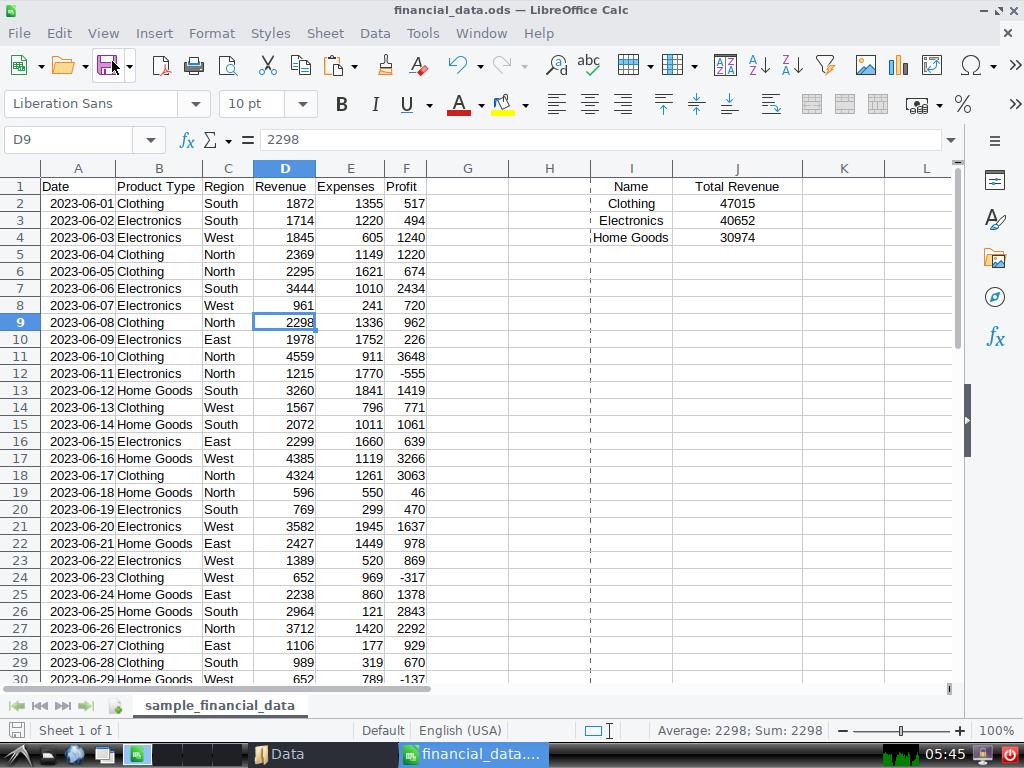 financial_data.ods — LibreOffice Calc
File Edit View Insert Format Styles Sheet Data Tools Window Help
Liberation Sans 10 pt B I U A %
D9 fx Σ = 2298
A B C D E F G H I J K L
1 Date Product Type Region Revenue Expenses Profit Name Total Revenue
2 2023-06-01 Clothing South 1872 1355 517 Clothing 47015
3 2023-06-02 Electronics South 1714 1220 494 Electronics 40652
4 2023-06-03 Electronics West 1845 605 1240 Home Goods 30974
5 2023-06-04 Clothing North 2369 1149 1220
6 2023-06-05 Clothing North 2295 1621 674
7 2023-06-06 Electronics South 3444 1010 2434
8 2023-06-07 Electronics West 961 241 720
9 2023-06-08 Clothing North 2298 1336 962
10 2023-06-09 Electronics East 1978 1752 226
11 2023-06-10 Clothing North 4559 911 3648
12 2023-06-11 Electronics North 1215 1770 -555
13 2023-06-12 Home Goods South 3260 1841 1419
14 2023-06-13 Clothing West 1567 796 771
15 2023-06-14 Home Goods South 2072 1011 1061
16 2023-06-15 Electronics East 2299 1660 639
17 2023-06-16 Home Goods West 4385 1119 3266
18 2023-06-17 Clothing North 4324 1261 3063
19 2023-06-18 Home Goods North 596 550 46
20 2023-06-19 Electronics South 769 299 470
21 2023-06-20 Electronics West 3582 1945 1637
22 2023-06-21 Home Goods East 2427 1449 978
23 2023-06-22 Electronics West 1389 520 869
24 2023-06-23 Clothing West 652 969 -317
25 2023-06-24 Home Goods East 2238 860 1378
26 2023-06-25 Home Goods South 2964 121 2843
27 2023-06-26 Electronics North 3712 1420 2292
28 2023-06-27 Clothing East 1106 177 929
29 2023-06-28 Clothing South 989 319 670
30 2023-06-29 Home Goods West 652 789 -137
sample_financial_data
Sheet 1 of 1 Default English (USA) Average: 2298; Sum: 2298 100%
Data financial_data.... 05:45